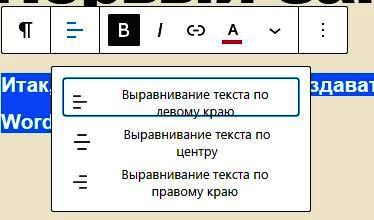 B I A
Итак,
здават
Word
Выравнивание текста по
левому краю
Выравнивание текста по
центру
Выравнивание текста по
правому краю